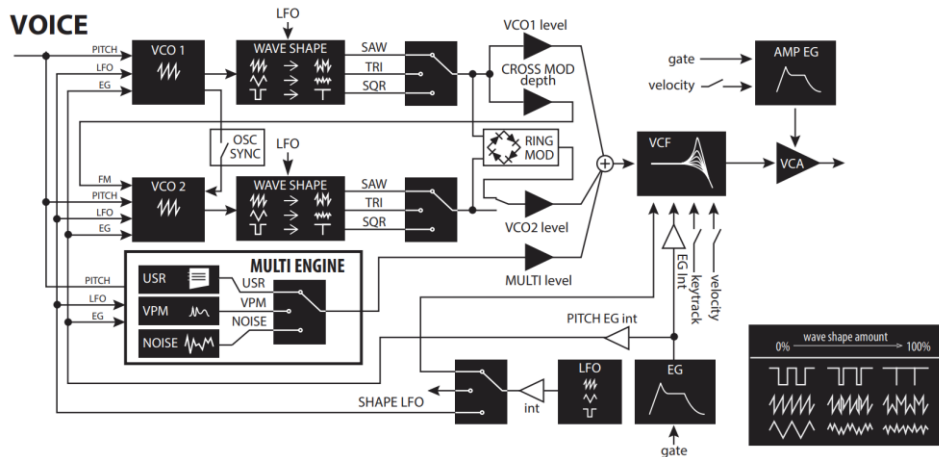 VOICE
LFO
PITCH
LFO
EG
VCO 1
WAVE SHAPE
SAW
TRI
SQR
VCO1 level
CROSS MOD
depth
gate
velocity
AMP EG
OSC
SYNC
LFO
RING
MOD
VCF
VCA
FM
PITCH
LFO
EG
VCO 2
WAVE SHAPE
SAW
TRI
SQR
VCO2 level
MULTI ENGINE
PITCH
LFO
EG
USR
VPM
NOISE
USR
VPM
NOISE
MULTI level
EG Int
keytrack
velocity
PITCH EG int
SHAPE LFO
int
LFO
EG
gate
wave shape amount
0%
100%